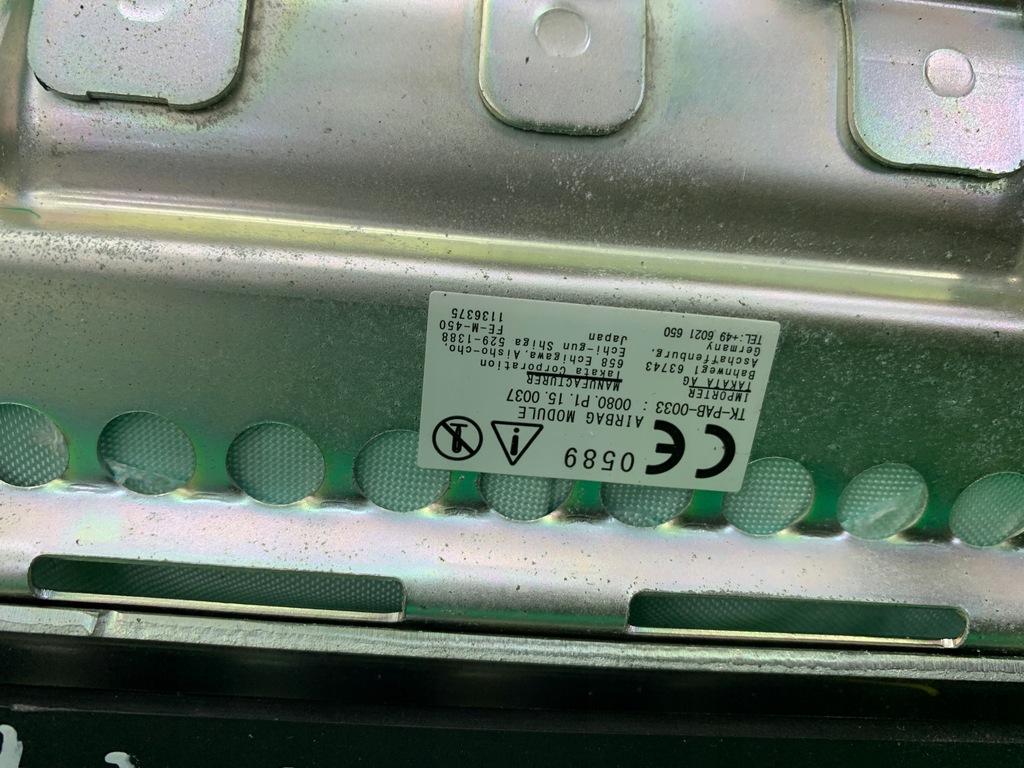 CE 0589
AIRBAG MODULE
TK-PAB-0033 : 0080. P1. 15. 0037
IMPORTER
TAKATA AG
Bahnweg1 63743
Aschaffenburg.
Germany
TEL:+49 6021 650
MANUFACTURER
Takata Corporation
658 Echigawa. Aisho-cho.
Echi-gun Shiga 529-1388
Japan
FE-M-450
1136375